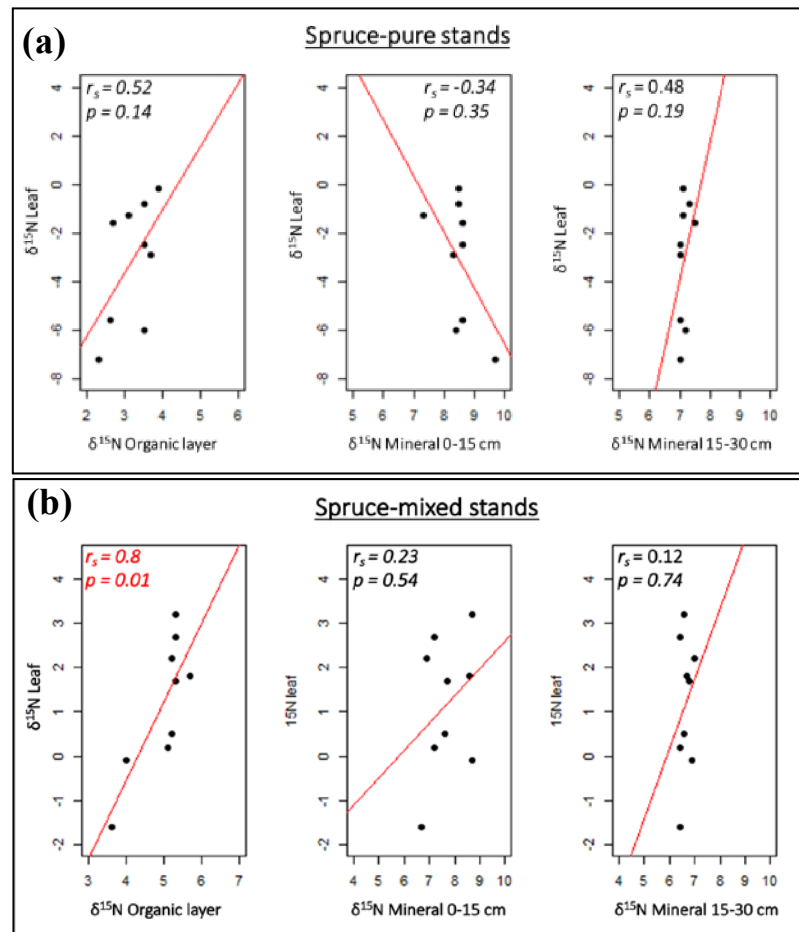 (a)
Spruce-pure stands
r_s = 0.52
p = 0.14
δ¹⁵N Leaf
4
2
0
-2
-4
-6
-8
2 3 4 5 6
δ¹⁵N Organic layer
r_s = -0.34
p = 0.35
δ¹⁵N Leaf
4
2
0
-2
-4
-6
-8
5 6 7 8 9 10
δ¹⁵N Mineral 0-15 cm
r_s = 0.48
p = 0.19
δ¹⁵N Leaf
4
2
0
-2
-4
-6
-8
5 6 7 8 9 10
δ¹⁵N Mineral 15-30 cm
(b)
Spruce-mixed stands
r_s = 0.8
p = 0.01
δ¹⁵N Leaf
4
3
2
1
0
-1
-2
3 4 5 6 7
δ¹⁵N Organic layer
r_s = 0.23
p = 0.54
15N leaf
4
3
2
1
0
-1
-2
4 5 6 7 8 9 10
δ¹⁵N Mineral 0-15 cm
r_s = 0.12
p = 0.74
15N leaf
4
3
2
1
0
-1
-2
4 5 6 7 8 9 10
δ¹⁵N Mineral 15-30 cm